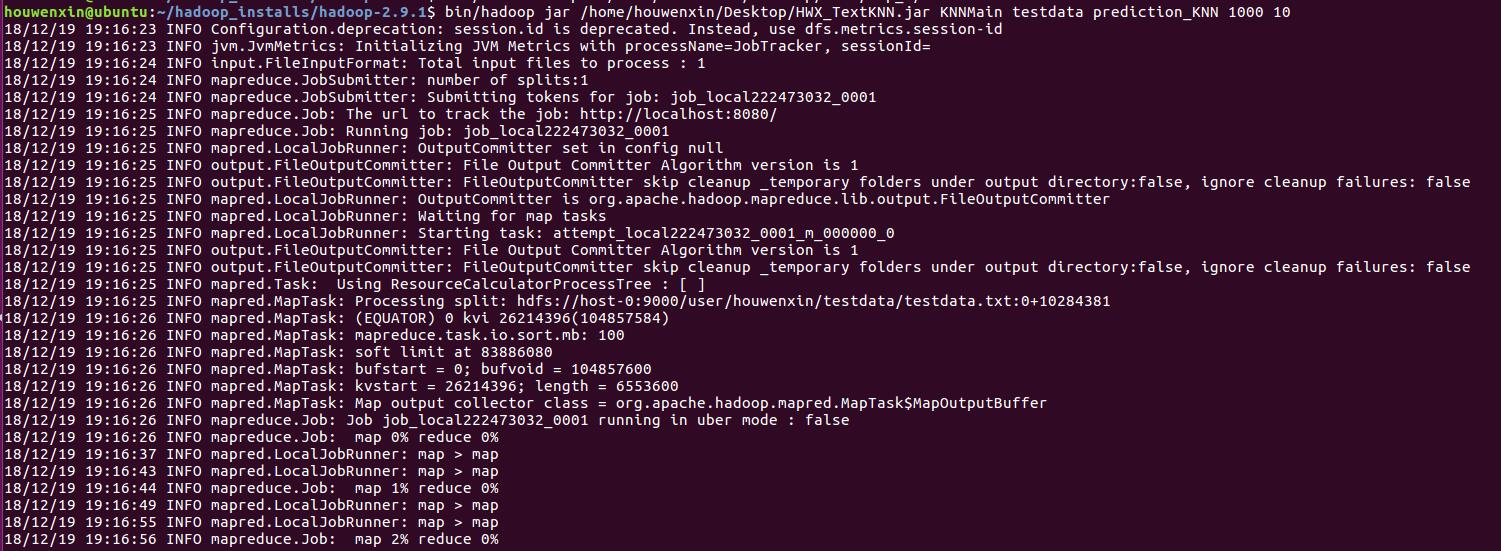 houwenxin@ubuntu:~/hadoop_installs/hadoop-2.9.1$ bin/hadoop jar /home/houwenxin/Desktop/HWX_TextKNN.jar KNNMain testdata prediction_KNN 1000 10
18/12/19 19:16:23 INFO Configuration.deprecation: session.id is deprecated. Instead, use dfs.metrics.session-id
18/12/19 19:16:23 INFO jvm.JvmMetrics: Initializing JVM Metrics with processName=JobTracker, sessionId=
18/12/19 19:16:24 INFO input.FileInputFormat: Total input files to process : 1
18/12/19 19:16:24 INFO mapreduce.JobSubmitter: number of splits:1
18/12/19 19:16:24 INFO mapreduce.JobSubmitter: Submitting tokens for job: job_local222473032_0001
18/12/19 19:16:25 INFO mapreduce.Job: The url to track the job: http://localhost:8080/
18/12/19 19:16:25 INFO mapreduce.Job: Running job: job_local222473032_0001
18/12/19 19:16:25 INFO mapred.LocalJobRunner: OutputCommitter set in config null
18/12/19 19:16:25 INFO output.FileOutputCommitter: File Output Committer Algorithm version is 1
18/12/19 19:16:25 INFO output.FileOutputCommitter: FileOutputCommitter skip cleanup _temporary folders under output directory:false, ignore cleanup failures: false
18/12/19 19:16:25 INFO mapred.LocalJobRunner: OutputCommitter is org.apache.hadoop.mapreduce.lib.output.FileOutputCommitter
18/12/19 19:16:25 INFO mapred.LocalJobRunner: Waiting for map tasks
18/12/19 19:16:25 INFO mapred.LocalJobRunner: Starting task: attempt_local222473032_0001_m_000000_0
18/12/19 19:16:25 INFO output.FileOutputCommitter: File Output Committer Algorithm version is 1
18/12/19 19:16:25 INFO output.FileOutputCommitter: FileOutputCommitter skip cleanup _temporary folders under output directory:false, ignore cleanup failures: false
18/12/19 19:16:25 INFO mapred.Task:  Using ResourceCalculatorProcessTree : [ ]
18/12/19 19:16:25 INFO mapred.MapTask: Processing split: hdfs://host-0:9000/user/houwenxin/testdata/testdata.txt:0+10284381
18/12/19 19:16:26 INFO mapred.MapTask: (EQUATOR) 0 kvi 26214396(104857584)
18/12/19 19:16:26 INFO mapred.MapTask: mapreduce.task.io.sort.mb: 100
18/12/19 19:16:26 INFO mapred.MapTask: soft limit at 83886080
18/12/19 19:16:26 INFO mapred.MapTask: bufstart = 0; bufvoid = 104857600
18/12/19 19:16:26 INFO mapred.MapTask: kvstart = 26214396; length = 6553600
18/12/19 19:16:26 INFO mapred.MapTask: Map output collector class = org.apache.hadoop.mapred.MapTask$MapOutputBuffer
18/12/19 19:16:26 INFO mapreduce.Job: Job job_local222473032_0001 running in uber mode : false
18/12/19 19:16:26 INFO mapreduce.Job:  map 0% reduce 0%
18/12/19 19:16:37 INFO mapred.LocalJobRunner: map > map
18/12/19 19:16:43 INFO mapred.LocalJobRunner: map > map
18/12/19 19:16:44 INFO mapreduce.Job:  map 1% reduce 0%
18/12/19 19:16:49 INFO mapred.LocalJobRunner: map > map
18/12/19 19:16:55 INFO mapred.LocalJobRunner: map > map
18/12/19 19:16:56 INFO mapreduce.Job:  map 2% reduce 0%